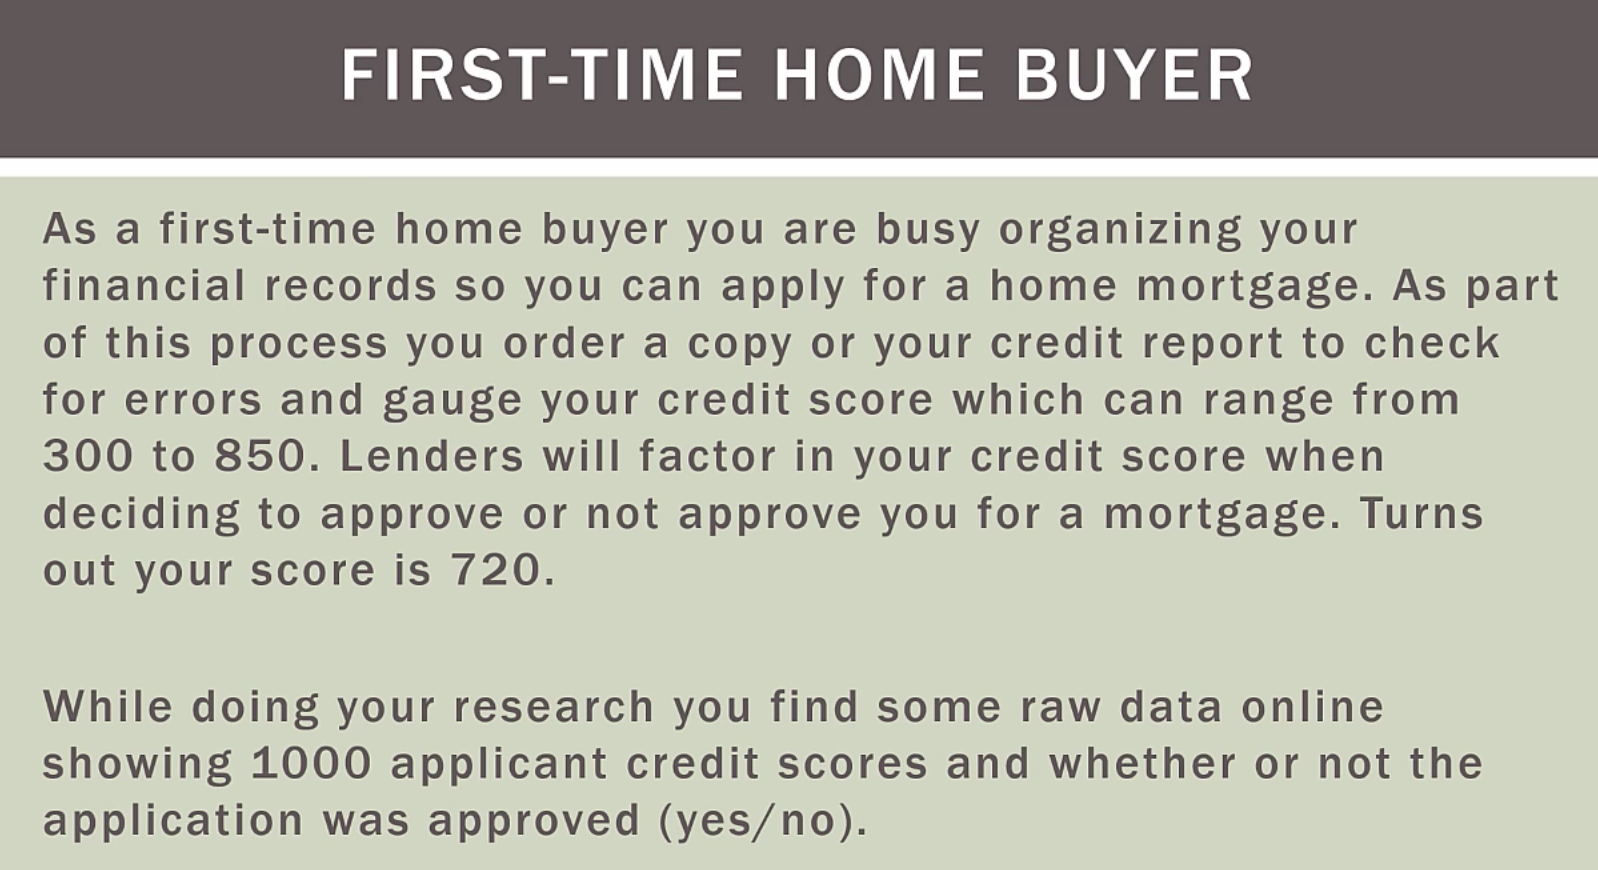 FIRST-TIME HOME BUYER
As a first-time home buyer you are busy organizing your
financial records so you can apply for a home mortgage. As part
of this process you order a copy or your credit report to check
for errors and gauge your credit score which can range from
300 to 850. Lenders will factor in your credit score when
deciding to approve or not approve you for a mortgage. Turns
out your score is 720.
While doing your research you find some raw data online
showing 1000 applicant credit scores and whether or not the
application was approved (yes/no).